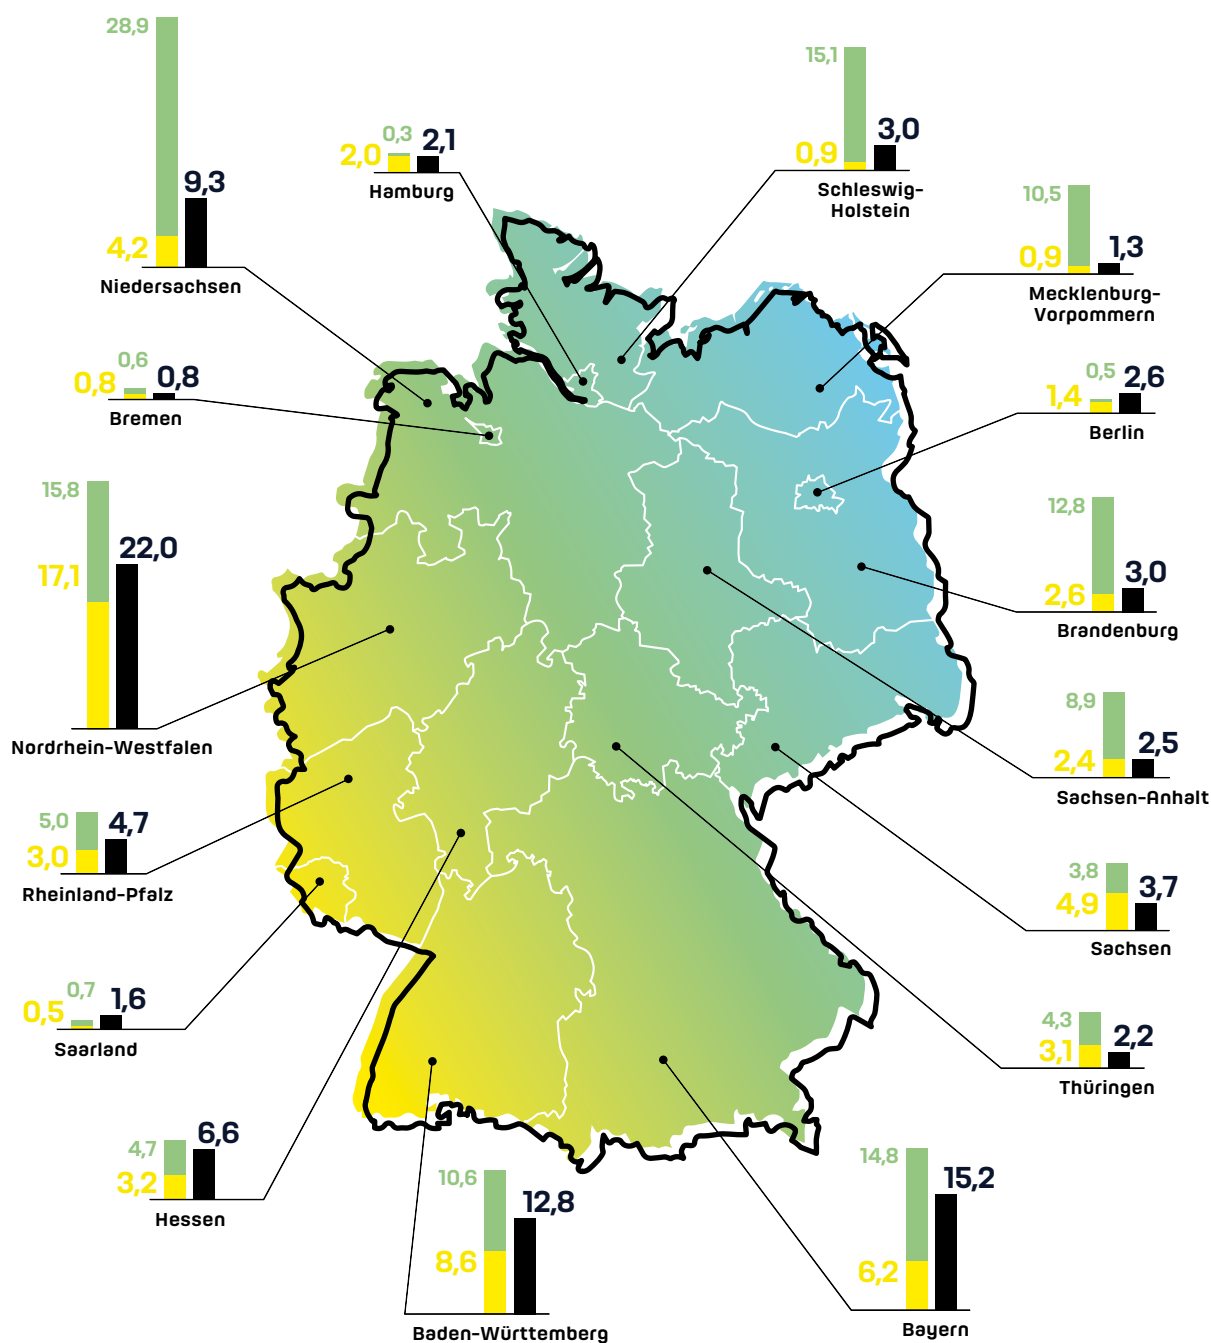 28,9
4,2
9,3
Niedersachsen
0,3
2,0
2,1
Hamburg
15,1
0,9
3,0
Schleswig-
Holstein
10,5
0,9
1,3
Mecklenburg-
Vorpommern
0,6
0,8
0,8
Bremen
0,5
1,4
2,6
Berlin
15,8
17,1
22,0
Nordrhein-Westfalen
12,8
2,6
3,0
Brandenburg
8,9
2,4
2,5
Sachsen-Anhalt
5,0
3,0
4,7
Rheinland-Pfalz
3,8
4,9
3,7
Sachsen
0,7
0,5
1,6
Saarland
4,3
3,1
2,2
Thüringen
4,7
3,2
6,6
Hessen
10,6
8,6
12,8
Baden-Württemberg
14,8
6,2
15,2
Bayern